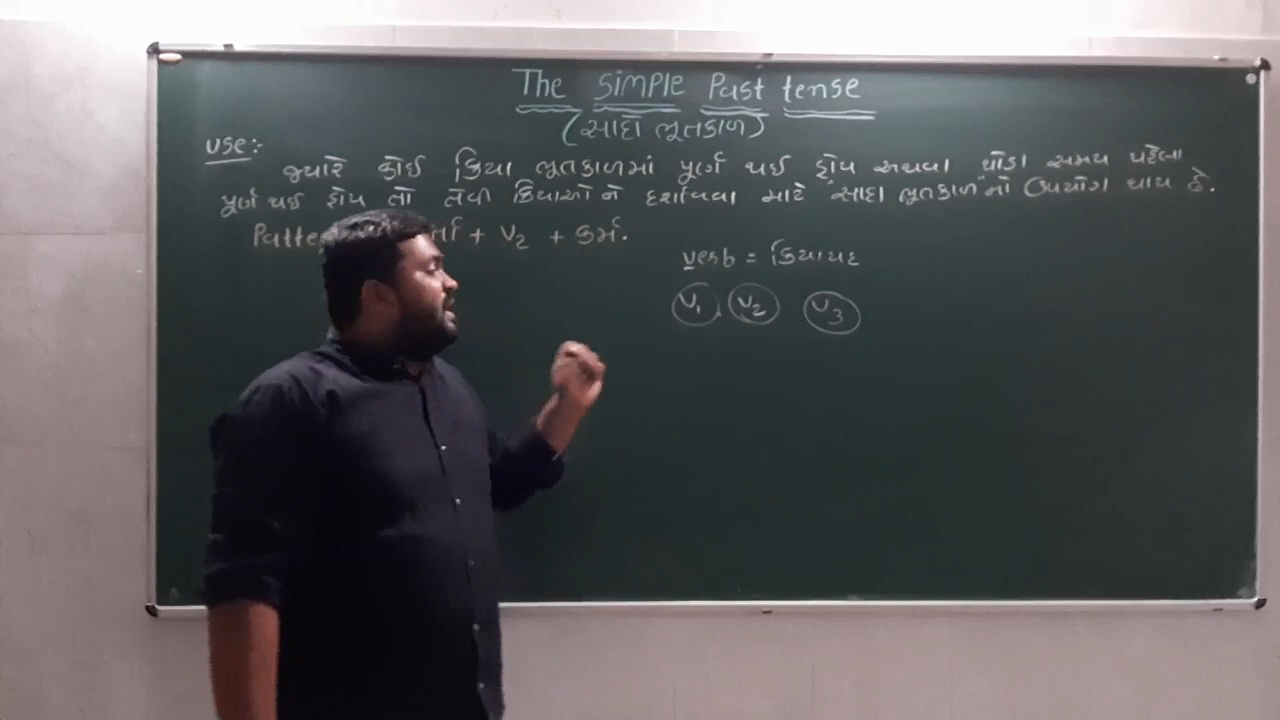 The Simple Past tense
(સાદો ભૂતકાળ)
use:-
જ્યારે કોઈ ક્રિયા ભૂતકાળમાં પૂર્ણ થઈ હોય અથવા થોડા સમય પહેલા
પૂર્ણ થઈ હોય તો તેવી ક્રિયાઓને દર્શાવવા માટે "સાદા ભૂતકાળ"નો ઉપયોગ થાય છે.
+ V2 + કર્મ.
verb = ક્રિયાપદ
V1, V2 V3